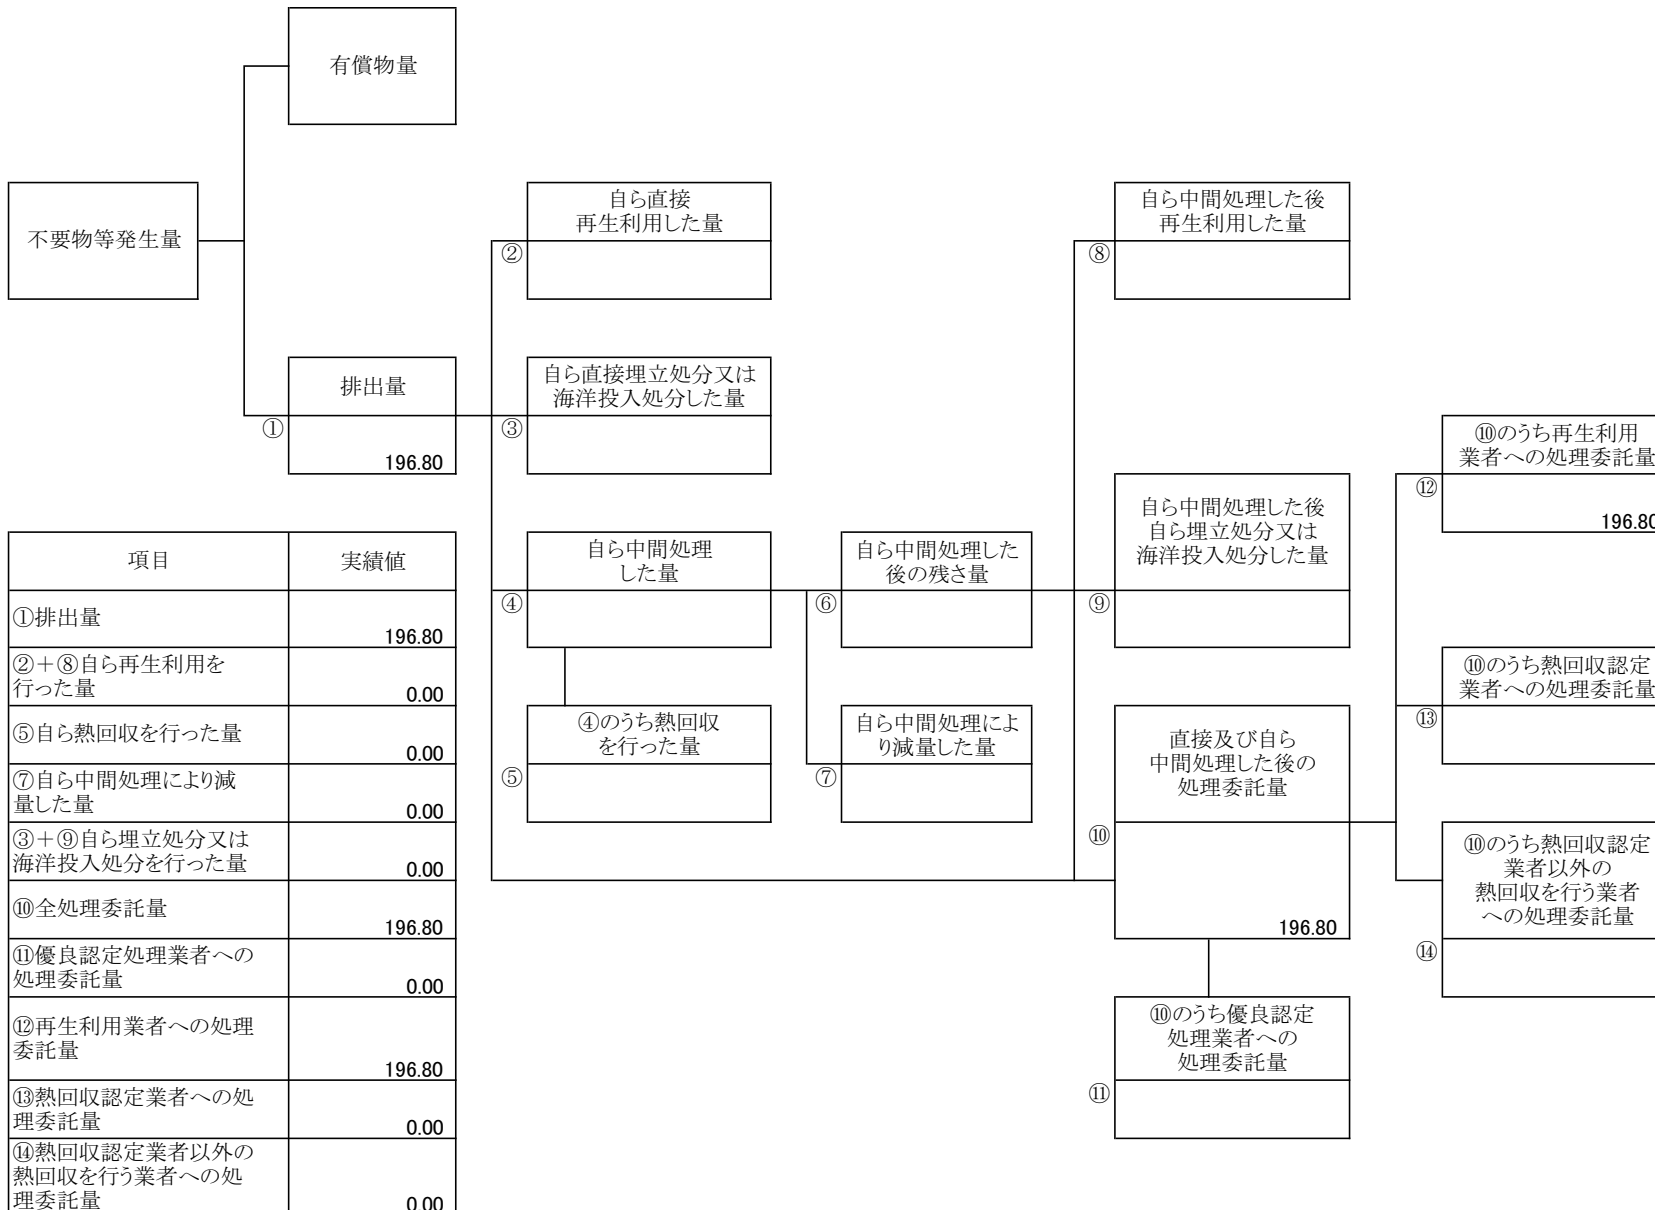 有償物量
不要物等発生量
排出量
①
196.80
自ら直接
再生利用した量
②
自ら直接埋立処分又は
海洋投入処分した量
③
自ら中間処理
した量
④
④のうち熱回収
を行った量
⑤
自ら中間処理した
後の残さ量
⑥
自ら中間処理によ
り減量した量
⑦
自ら中間処理した後
再生利用した量
⑧
自ら中間処理した後
自ら埋立処分又は
海洋投入処分した量
⑨
直接及び自ら
中間処理した後の
処理委託量
⑩
196.80
⑩のうち優良認定
処理業者への
処理委託量
⑪
⑩のうち再生利用
業者への処理委託量
⑫
196.80
⑩のうち熱回収認定
業者への処理委託量
⑬
⑩のうち熱回収認定
業者以外の
熱回収を行う業者
への処理委託量
⑭
項目 実績値
①排出量
196.80
②+⑧自ら再生利用を
行った量
0.00
⑤自ら熱回収を行った量
0.00
⑦自ら中間処理により減
量した量
0.00
③+⑨自ら埋立処分又は
海洋投入処分を行った量
0.00
⑩全処理委託量
196.80
⑪優良認定処理業者への
処理委託量
0.00
⑫再生利用業者への処理
委託量
196.80
⑬熱回収認定業者への処
理委託量
0.00
⑭熱回収認定業者以外の
熱回収を行う業者への処
理委託量
0.00